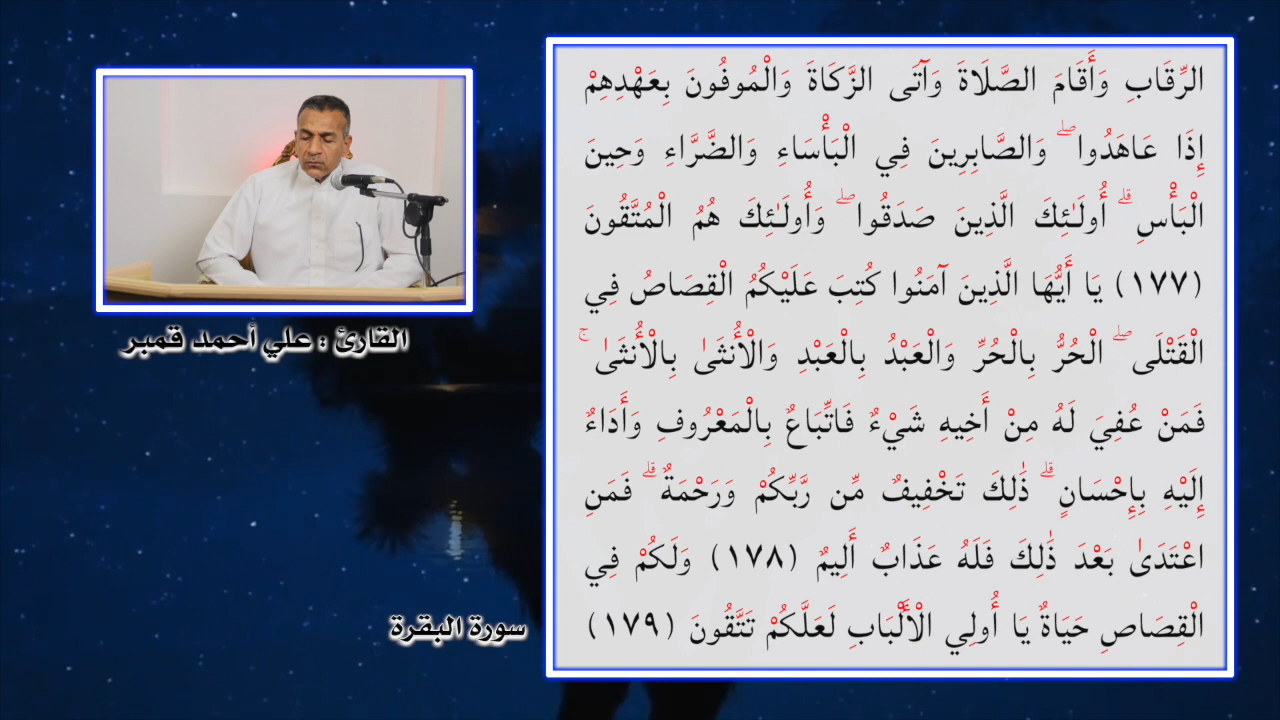 الرِّقَابِ وَأَقَامَ الصَّلَاةَ وَآتَى الزَّكَاةَ وَالْمُوفُونَ بِعَهْدِهِمْ
إِذَا عَاهَدُوا ۖ وَالصَّابِرِينَ فِي الْبَأْسَاءِ وَالضَّرَّاءِ وَحِينَ
الْبَأْسِ ۗ أُولَـٰئِكَ الَّذِينَ صَدَقُوا ۖ وَأُولَـٰئِكَ هُمُ الْمُتَّقُونَ
(١٧٧) يَا أَيُّهَا الَّذِينَ آمَنُوا كُتِبَ عَلَيْكُمُ الْقِصَاصُ فِي
الْقَتْلَى ۖ الْحُرُّ بِالْحُرِّ وَالْعَبْدُ بِالْعَبْدِ وَالْأُنثَىٰ بِالْأُنثَىٰ ۚ
فَمَنْ عُفِيَ لَهُ مِنْ أَخِيهِ شَيْءٌ فَاتِّبَاعٌ بِالْمَعْرُوفِ وَأَدَاءٌ
إِلَيْهِ بِإِحْسَانٍ ۗ ذَٰلِكَ تَخْفِيفٌ مِّن رَّبِّكُمْ وَرَحْمَةٌ ۗ فَمَنِ
اعْتَدَىٰ بَعْدَ ذَٰلِكَ فَلَهُ عَذَابٌ أَلِيمٌ (١٧٨) وَلَكُمْ فِي
الْقِصَاصِ حَيَاةٌ يَا أُولِي الْأَلْبَابِ لَعَلَّكُمْ تَتَّقُونَ (١٧٩)
القارئ : علي أحمد قمبر
سورة البقرة